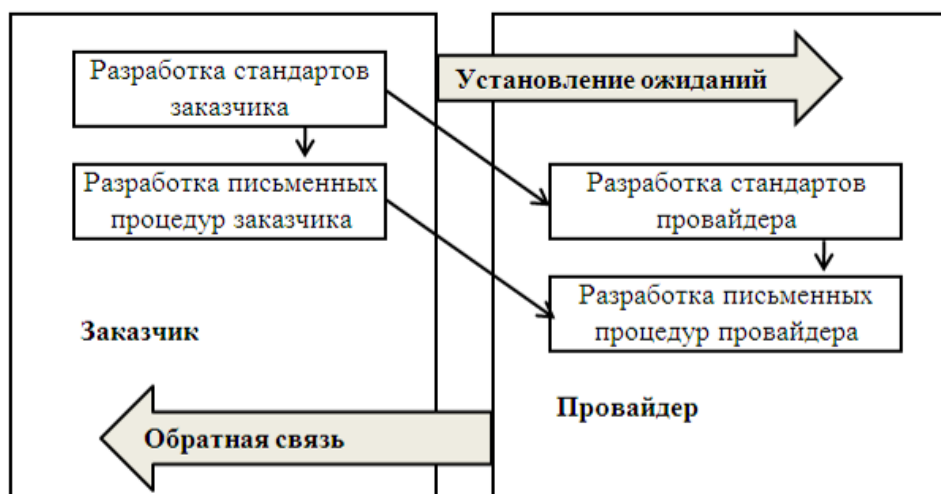 Разработка стандартов
заказчика
Установление ожиданий
Разработка письменных
процедур заказчика
Разработка стандартов
провайдера
Разработка письменных
процедур провайдера
Заказчик
Провайдер
Обратная связь